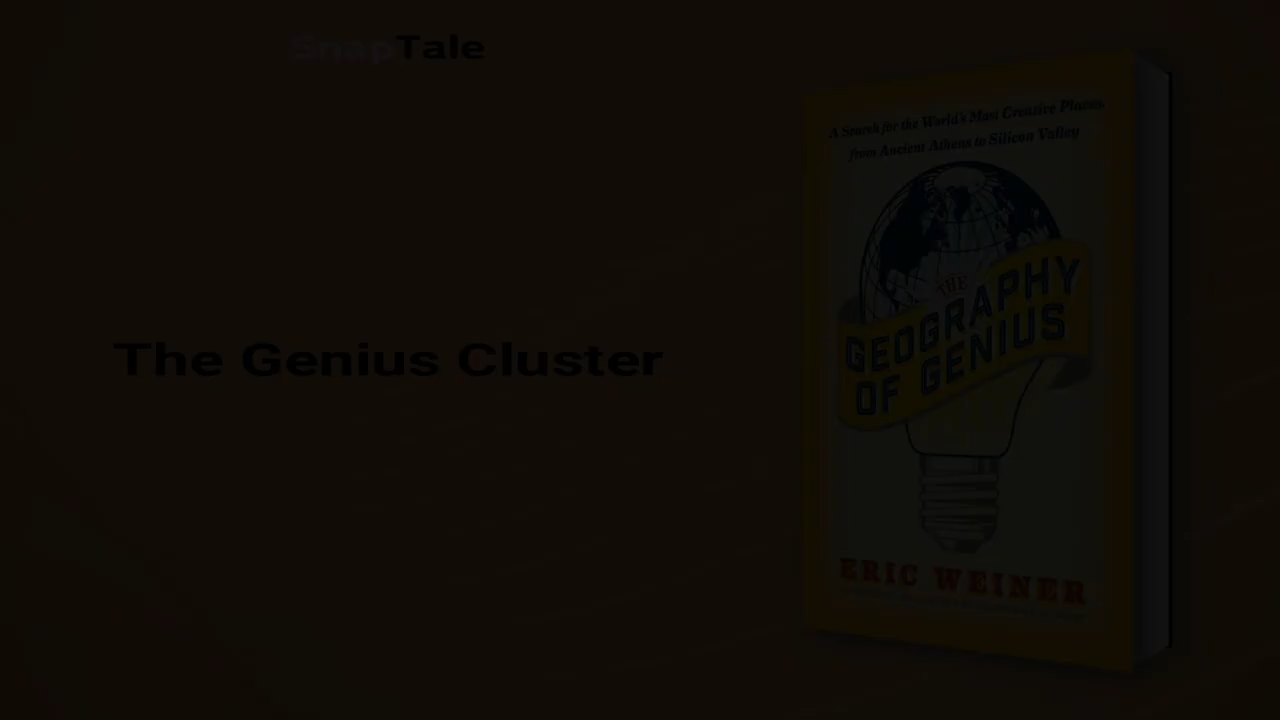 SnapTale
The Genius Cluster
A Search for the World's Most Creative Places,
from Ancient Athens to Silicon Valley
THE
GEOGRAPHY
OF GENIUS
ERIC WEINER